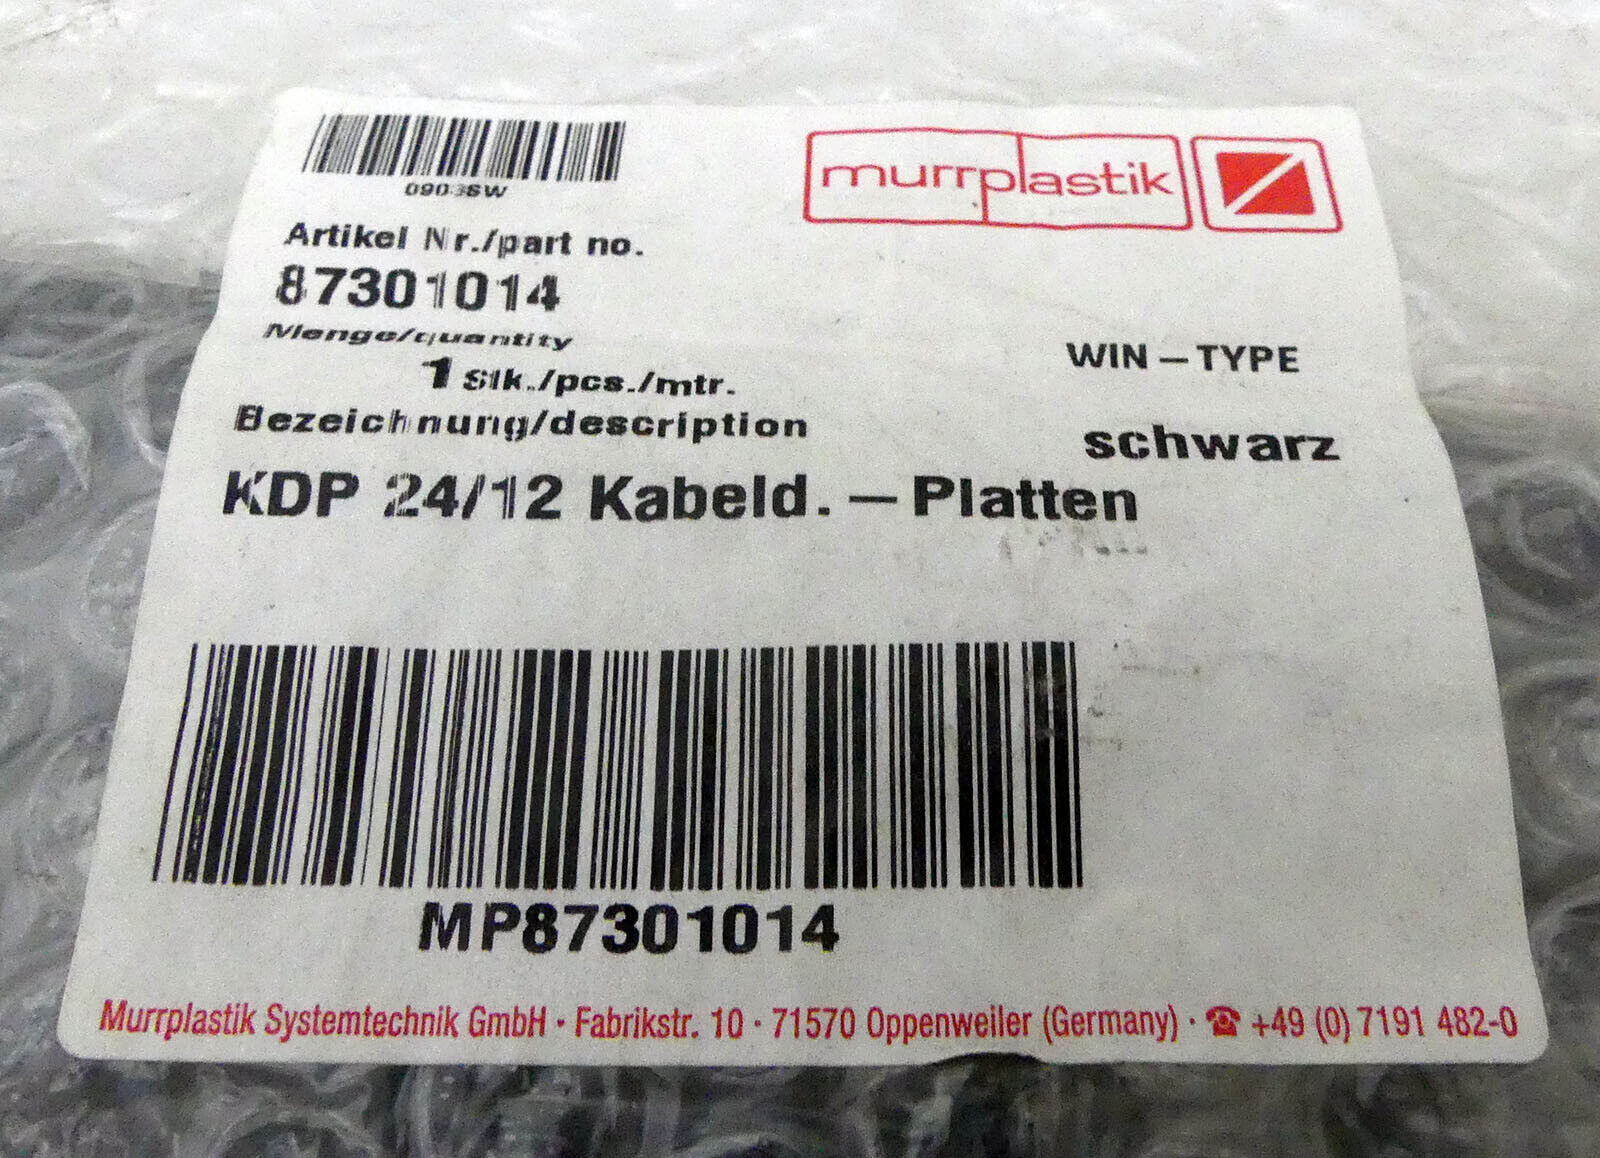 murrplastik
Artikel Nr./part no.
87301014
Menge/quantity
1 Stk./pcs./mtr.
WIN – TYPE
Bezeichnung/description
schwarz
KDP 24/12 Kabeld. – Platten
MP87301014
Murrplastik Systemtechnik GmbH · Fabrikstr. 10 · 71570 Oppenweiler (Germany) · ☎ +49 (0) 7191 482-0